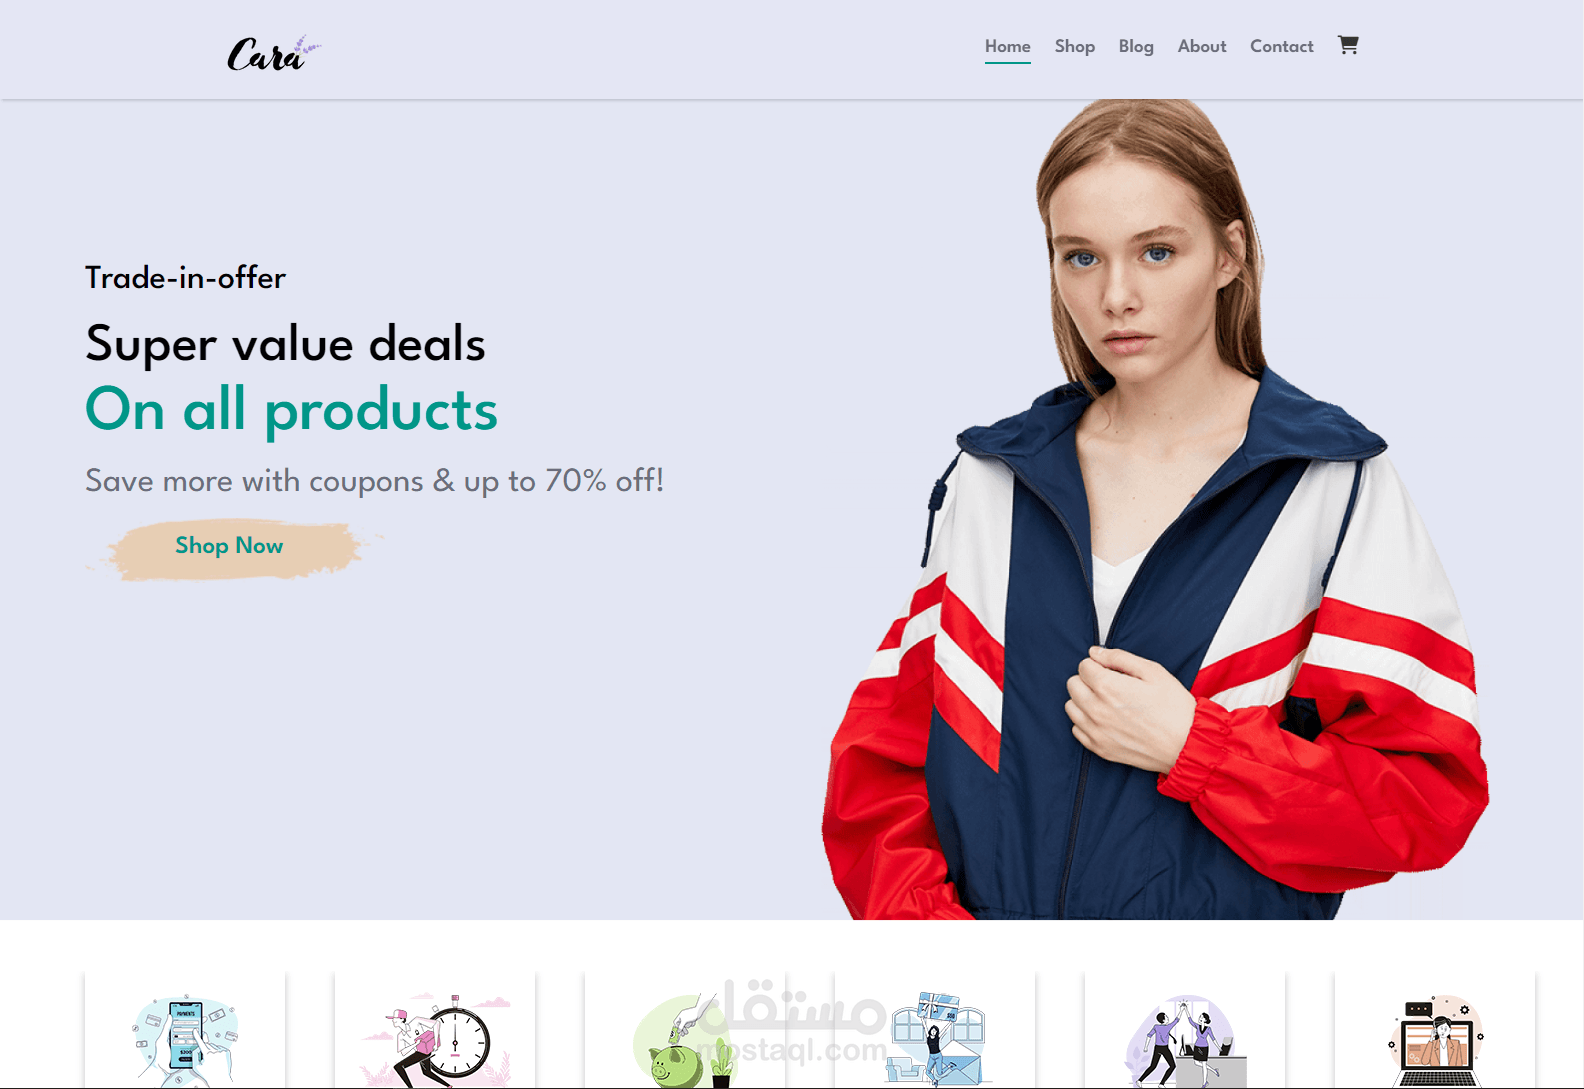 Cara
Home Shop Blog About Contact
Trade-in-offer
Super value deals
On all products
Save more with coupons & up to 70% off!
Shop Now
PAYMENTS
مستقل
mostaql.com